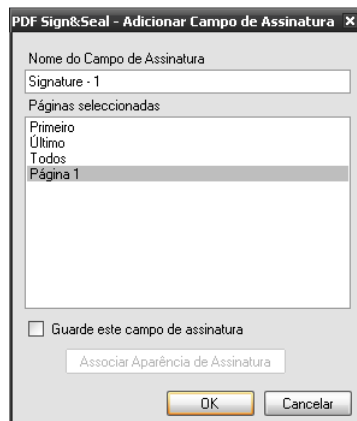 PDF Sign&Seal - Adicionar Campo de Assinatura X
Nome do Campo de Assinatura
Signature - 1
Páginas seleccionadas
Primeiro
Último
Todos
Página 1
Guarde este campo de assinatura
Associar Aparência de Assinatura
OK Cancelar